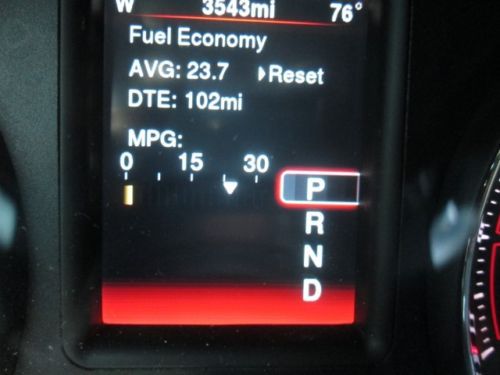 W 3543mi 76°
Fuel Economy
AVG: 23.7 Reset
DTE: 102mi
MPG:
0 15 30
P
R
N
D